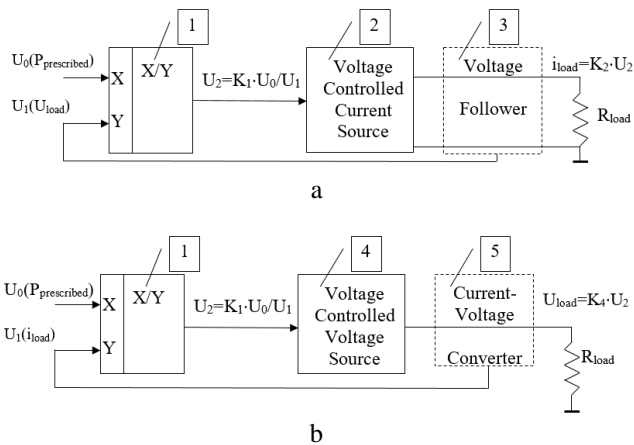 1
2
3
U₀(Pprescribed)
X
X/Y
U₁(Uload)
Y
U₂=K₁·U₀/U₁
Voltage
Controlled
Current
Source
Voltage
Follower
iload=K₂·U₂
Rload
a
1
4
5
U₀(Pprescribed)
X
X/Y
U₁(iload)
Y
U₂=K₁·U₀/U₁
Voltage
Controlled
Voltage
Source
Current-
Voltage
Converter
Uload=K₄·U₂
Rload
b